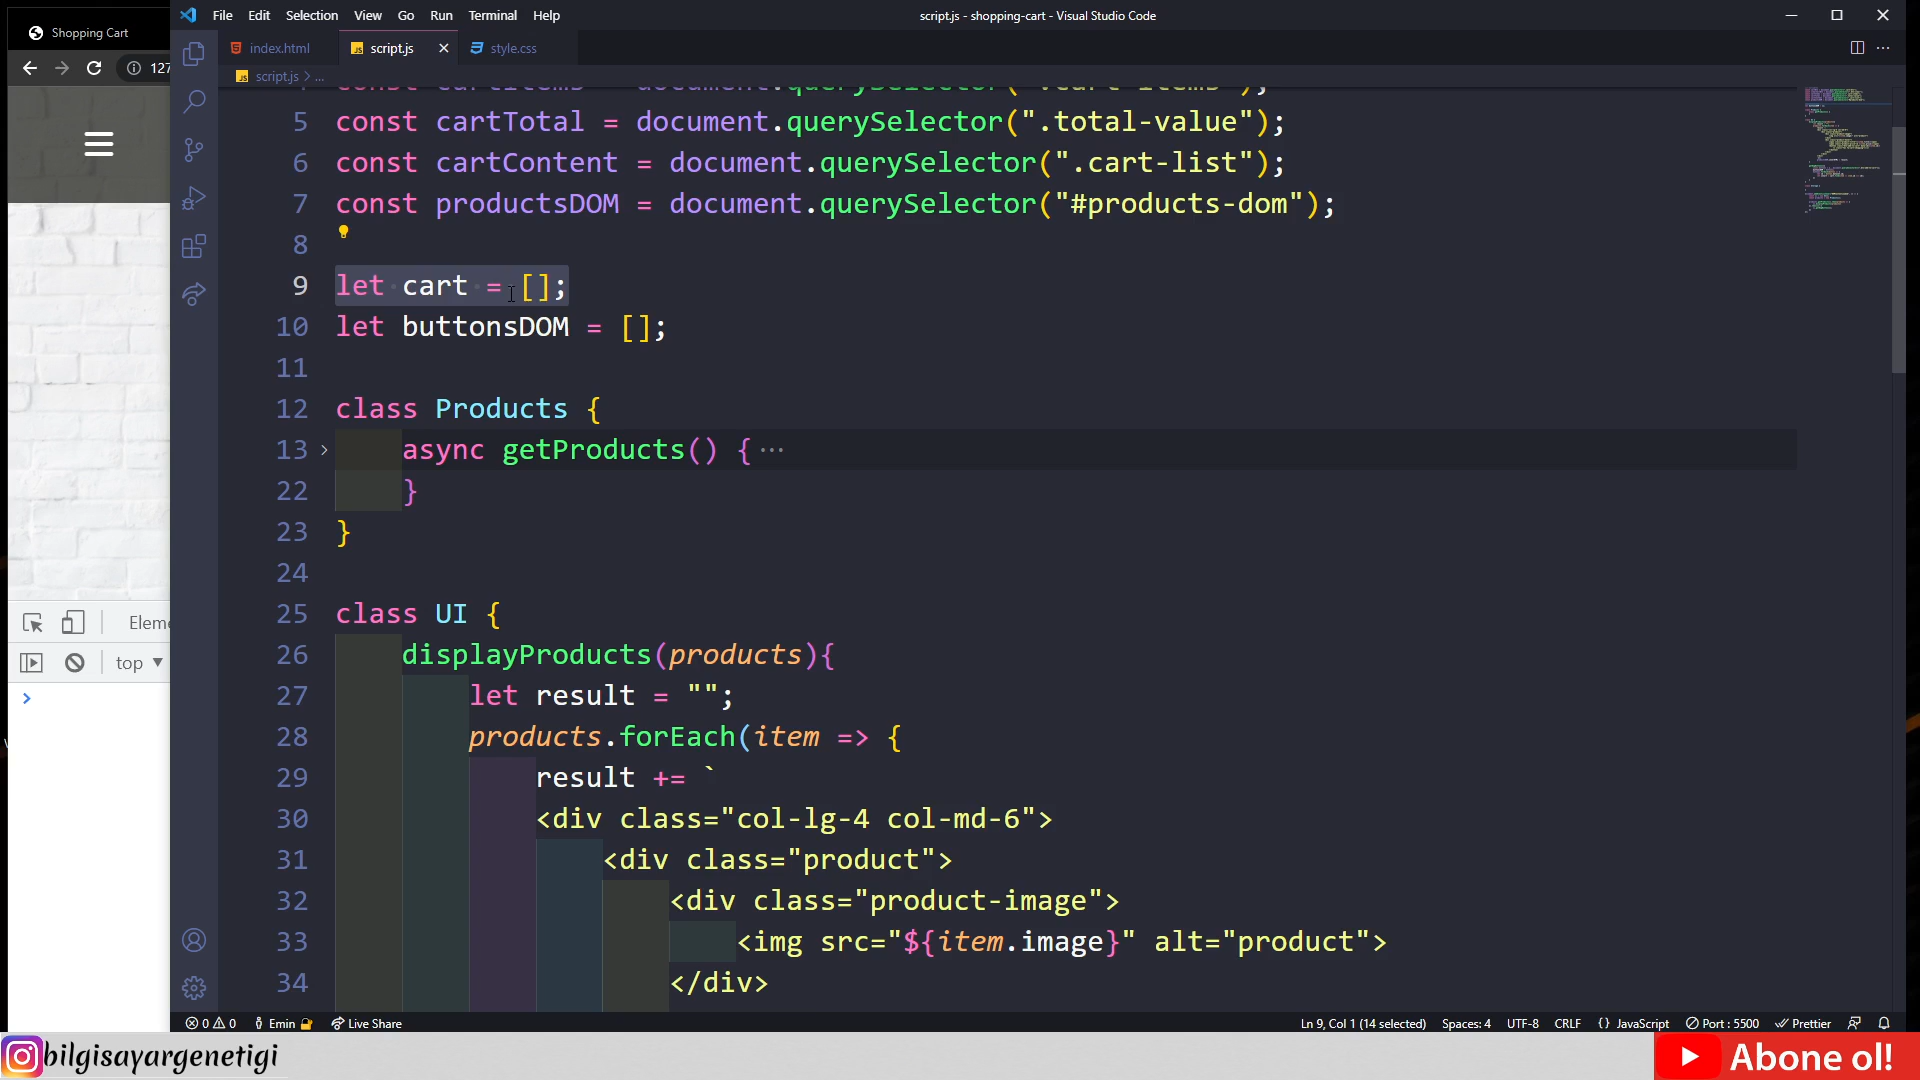 Shopping Cart
File Edit Selection View Go Run Terminal Help
script.js - shopping-cart - Visual Studio Code
index.html script.js style.css
127
script.js > ...
5 const cartTotal = document.querySelector(".total-value");
6 const cartContent = document.querySelector(".cart-list");
7 const productsDOM = document.querySelector("#products-dom");
8
9 let cart = [];
10 let buttonsDOM = [];
11
12 class Products {
13 async getProducts() { ...
22 }
23 }
24
25 class UI {
26 displayProducts(products){
27 let result = "";
28 products.forEach(item => {
29 result += `
30 <div class="col-lg-4 col-md-6">
31 <div class="product">
32 <div class="product-image">
33 <img src="${item.image}" alt="product">
34 </div>
Eleme
top
0 0 Emin Live Share
Ln 9, Col 1 (14 selected) Spaces: 4 UTF-8 CRLF {} JavaScript Port : 5500 Prettier
bilgisayargenetigi
Abone ol!